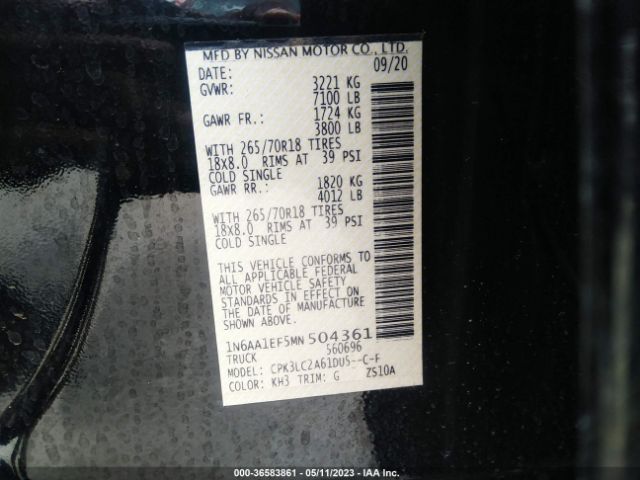 MFD BY NISSAN MOTOR CO., LTD.
DATE: 09/20
GVWR: 3221 KG
7100 LB
GAWR FR.: 1724 KG
3800 LB
WITH 265/70R18 TIRES
18x8.0 RIMS AT 39 PSI
COLD SINGLE
GAWR RR.: 1820 KG
4012 LB
WITH 265/70R18 TIRES
18x8.0 RIMS AT 39 PSI
COLD SINGLE
THIS VEHICLE CONFORMS TO
ALL APPLICABLE FEDERAL
MOTOR VEHICLE SAFETY
STANDARDS IN EFFECT ON
THE DATE OF MANUFACTURE
SHOWN ABOVE.
1N6AA1EF5MN 504361
TRUCK 560696
MODEL: CPK3LC2A61DU5--C-F
COLOR: KH3 TRIM: G ZS10A
000-36583861 - 05/11/2023 - IAA Inc.